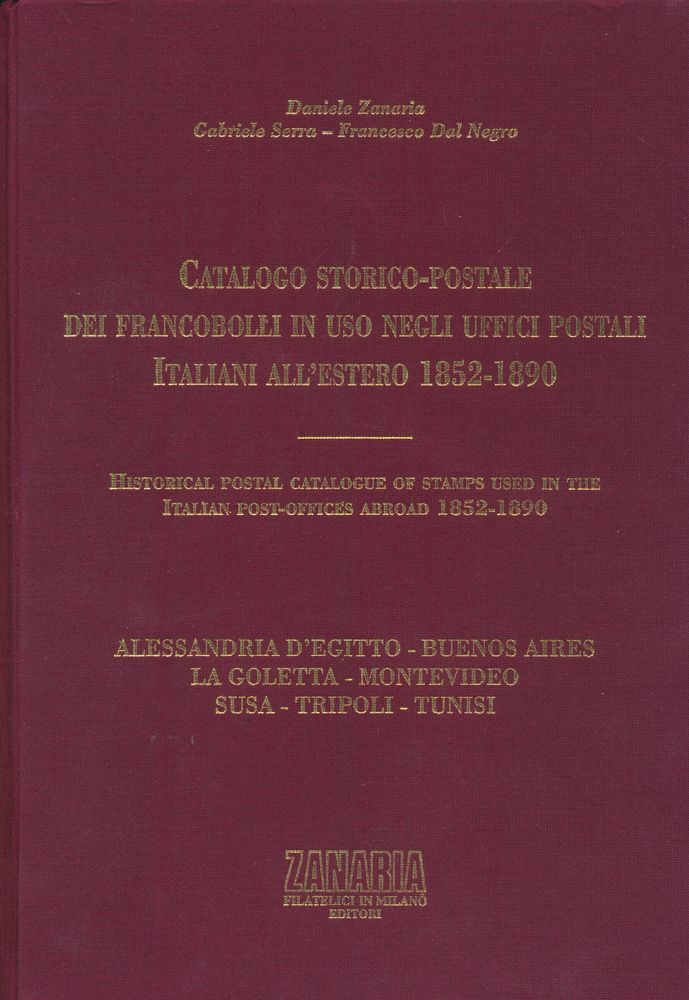 Daniele Zanaria
Gabriele Serra – Francesco Dal Negro
CATALOGO STORICO-POSTALE
DEI FRANCOBOLLI IN USO NEGLI UFFICI POSTALI
ITALIANI ALL'ESTERO 1852-1890
HISTORICAL POSTAL CATALOGUE OF STAMPS USED IN THE
ITALIAN POST-OFFICES ABROAD 1852-1890
ALESSANDRIA D'EGITTO - BUENOS AIRES
LA GOLETTA - MONTEVIDEO
SUSA - TRIPOLI - TUNISI
ZANARIA
FILATELICI IN MILANO
EDITORI